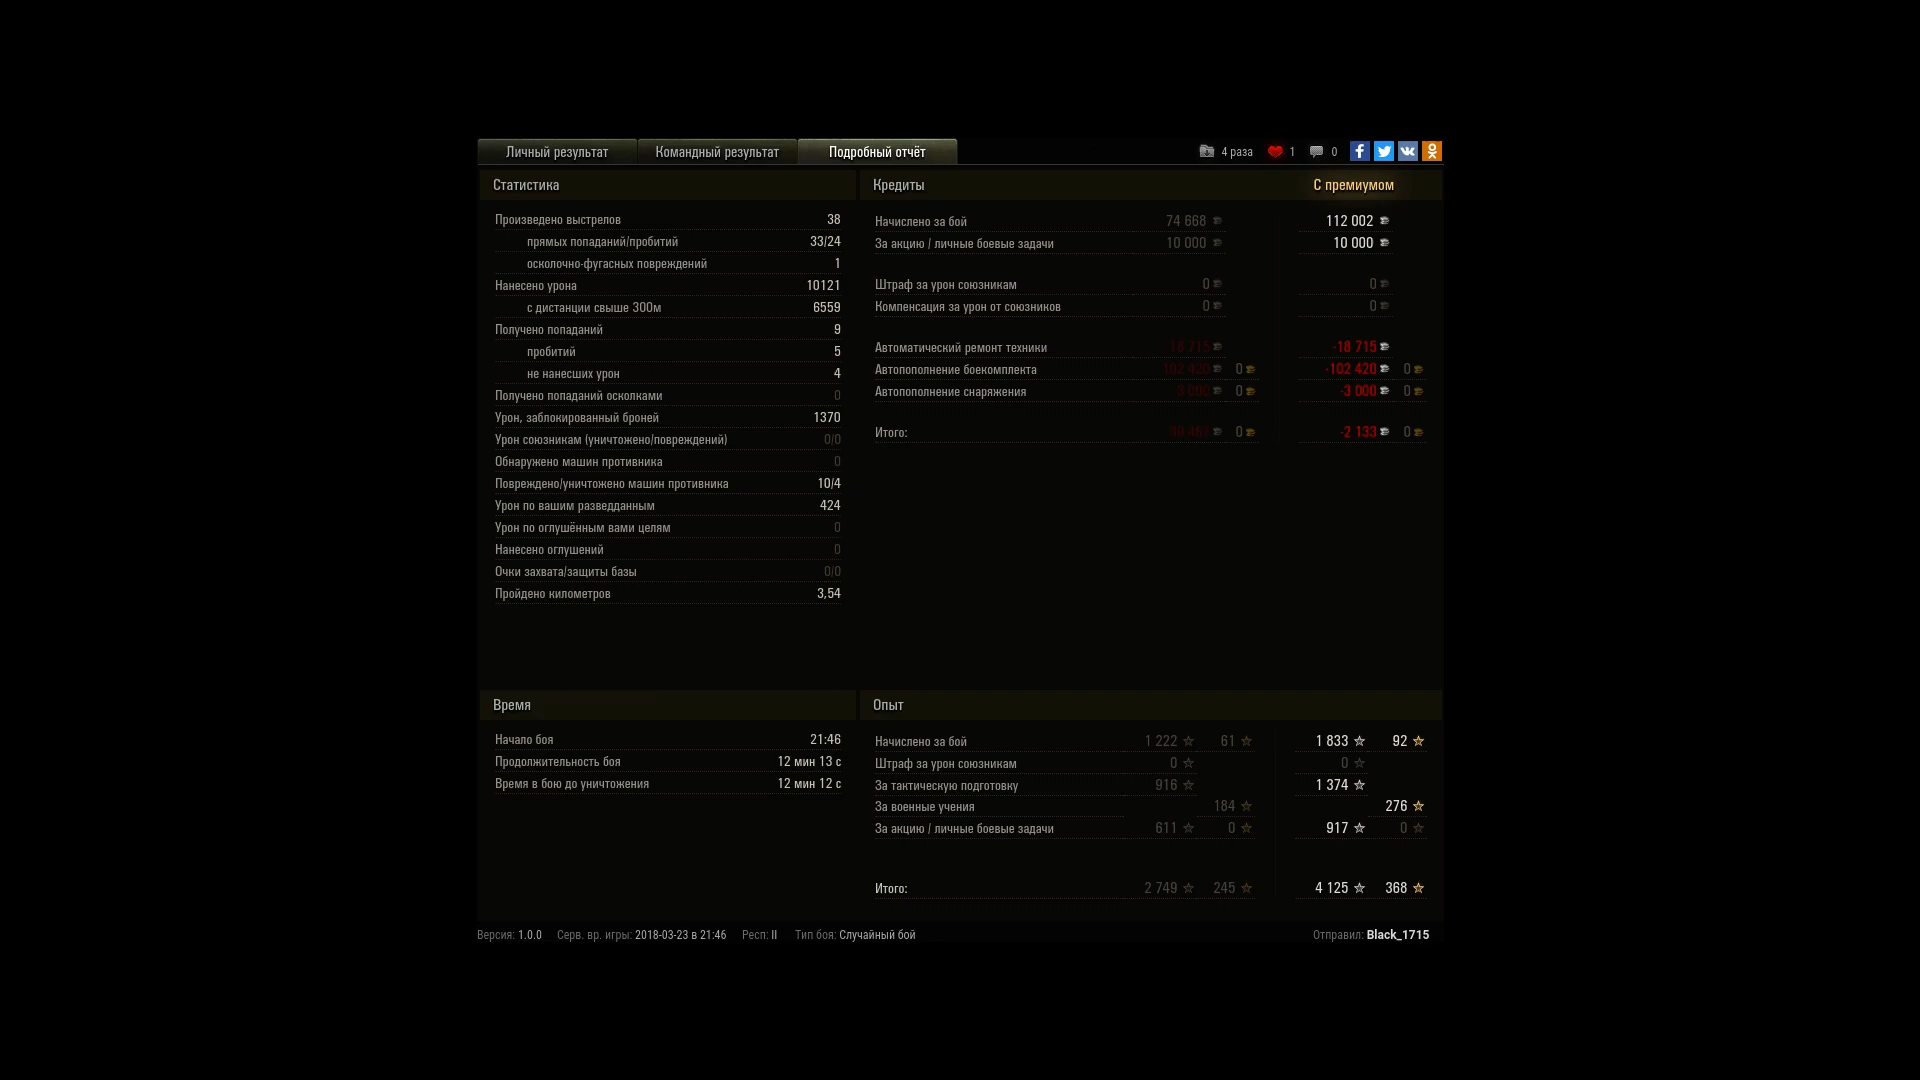 Личный результат Командный результат Подробный отчёт 4 раза 1 0
Статистика
Произведено выстрелов 38
прямых попаданий/пробитий 33/24
осколочно-фугасных повреждений 1
Нанесено урона 10121
с дистанции свыше 300м 6559
Получено попаданий 9
пробитий 5
не нанесших урон 4
Получено попаданий осколками 0
Урон, заблокированный броней 1370
Урон союзникам (уничтожено/повреждений) 0/0
Обнаружено машин противника 0
Повреждено/уничтожено машин противника 10/4
Урон по вашим разведданным 424
Урон по оглушённым вами целям 0
Нанесено оглушений 0
Очки захвата/защиты базы 0/0
Пройдено километров 3,54
Кредиты С премиумом
Начислено за бой 74 668 112 002
За акцию / личные боевые задачи 10 000 10 000
Штраф за урон союзникам 0 0
Компенсация за урон от союзников 0 0
Автоматический ремонт техники 18 715 -18 715
Автопополнение боекомплекта 102 420 0 -102 420 0
Автопополнение снаряжения 3 000 0 -3 000 0
Итого: 0 -2 133 0
Время
Начало боя 21:46
Продолжительность боя 12 мин 13 с
Время в бою до уничтожения 12 мин 12 с
Опыт
Начислено за бой 1 222 61 1 833 92
Штраф за урон союзникам 0 0
За тактическую подготовку 916 1 374
За военные учения 184 276
За акцию / личные боевые задачи 611 0 917 0
Итого: 2 749 245 4 125 368
Версия: 1.0.0 Серв. вр. игры: 2018-03-23 в 21:46 Респ: II Тип боя: Случайный бой Отправил: Black_1715